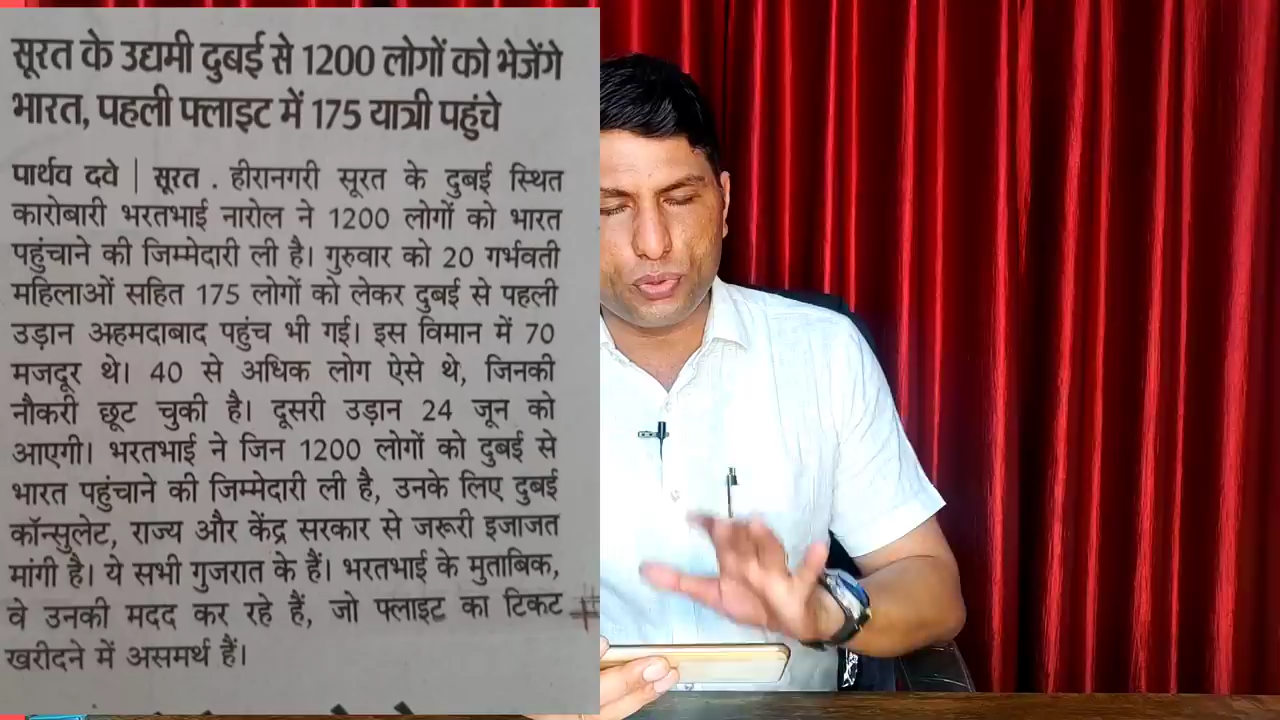 सूरत के उद्यमी दुबई से 1200 लोगों को भेजेंगे
भारत, पहली फ्लाइट में 175 यात्री पहुंचे
पार्थव दवे | सूरत . हीरानगरी सूरत के दुबई स्थित
कारोबारी भरतभाई नारोल ने 1200 लोगों को भारत
पहुंचाने की जिम्मेदारी ली है। गुरुवार को 20 गर्भवती
महिलाओं सहित 175 लोगों को लेकर दुबई से पहली
उड़ान अहमदाबाद पहुंच भी गई। इस विमान में 70
मजदूर थे। 40 से अधिक लोग ऐसे थे, जिनकी
नौकरी छूट चुकी है। दूसरी उड़ान 24 जून को
आएगी। भरतभाई ने जिन 1200 लोगों को दुबई से
भारत पहुंचाने की जिम्मेदारी ली है, उनके लिए दुबई
कॉन्सुलेट, राज्य और केंद्र सरकार से जरूरी इजाजत
मांगी है। ये सभी गुजरात के हैं। भरतभाई के मुताबिक,
वे उनकी मदद कर रहे हैं, जो फ्लाइट का टिकट
खरीदने में असमर्थ हैं।